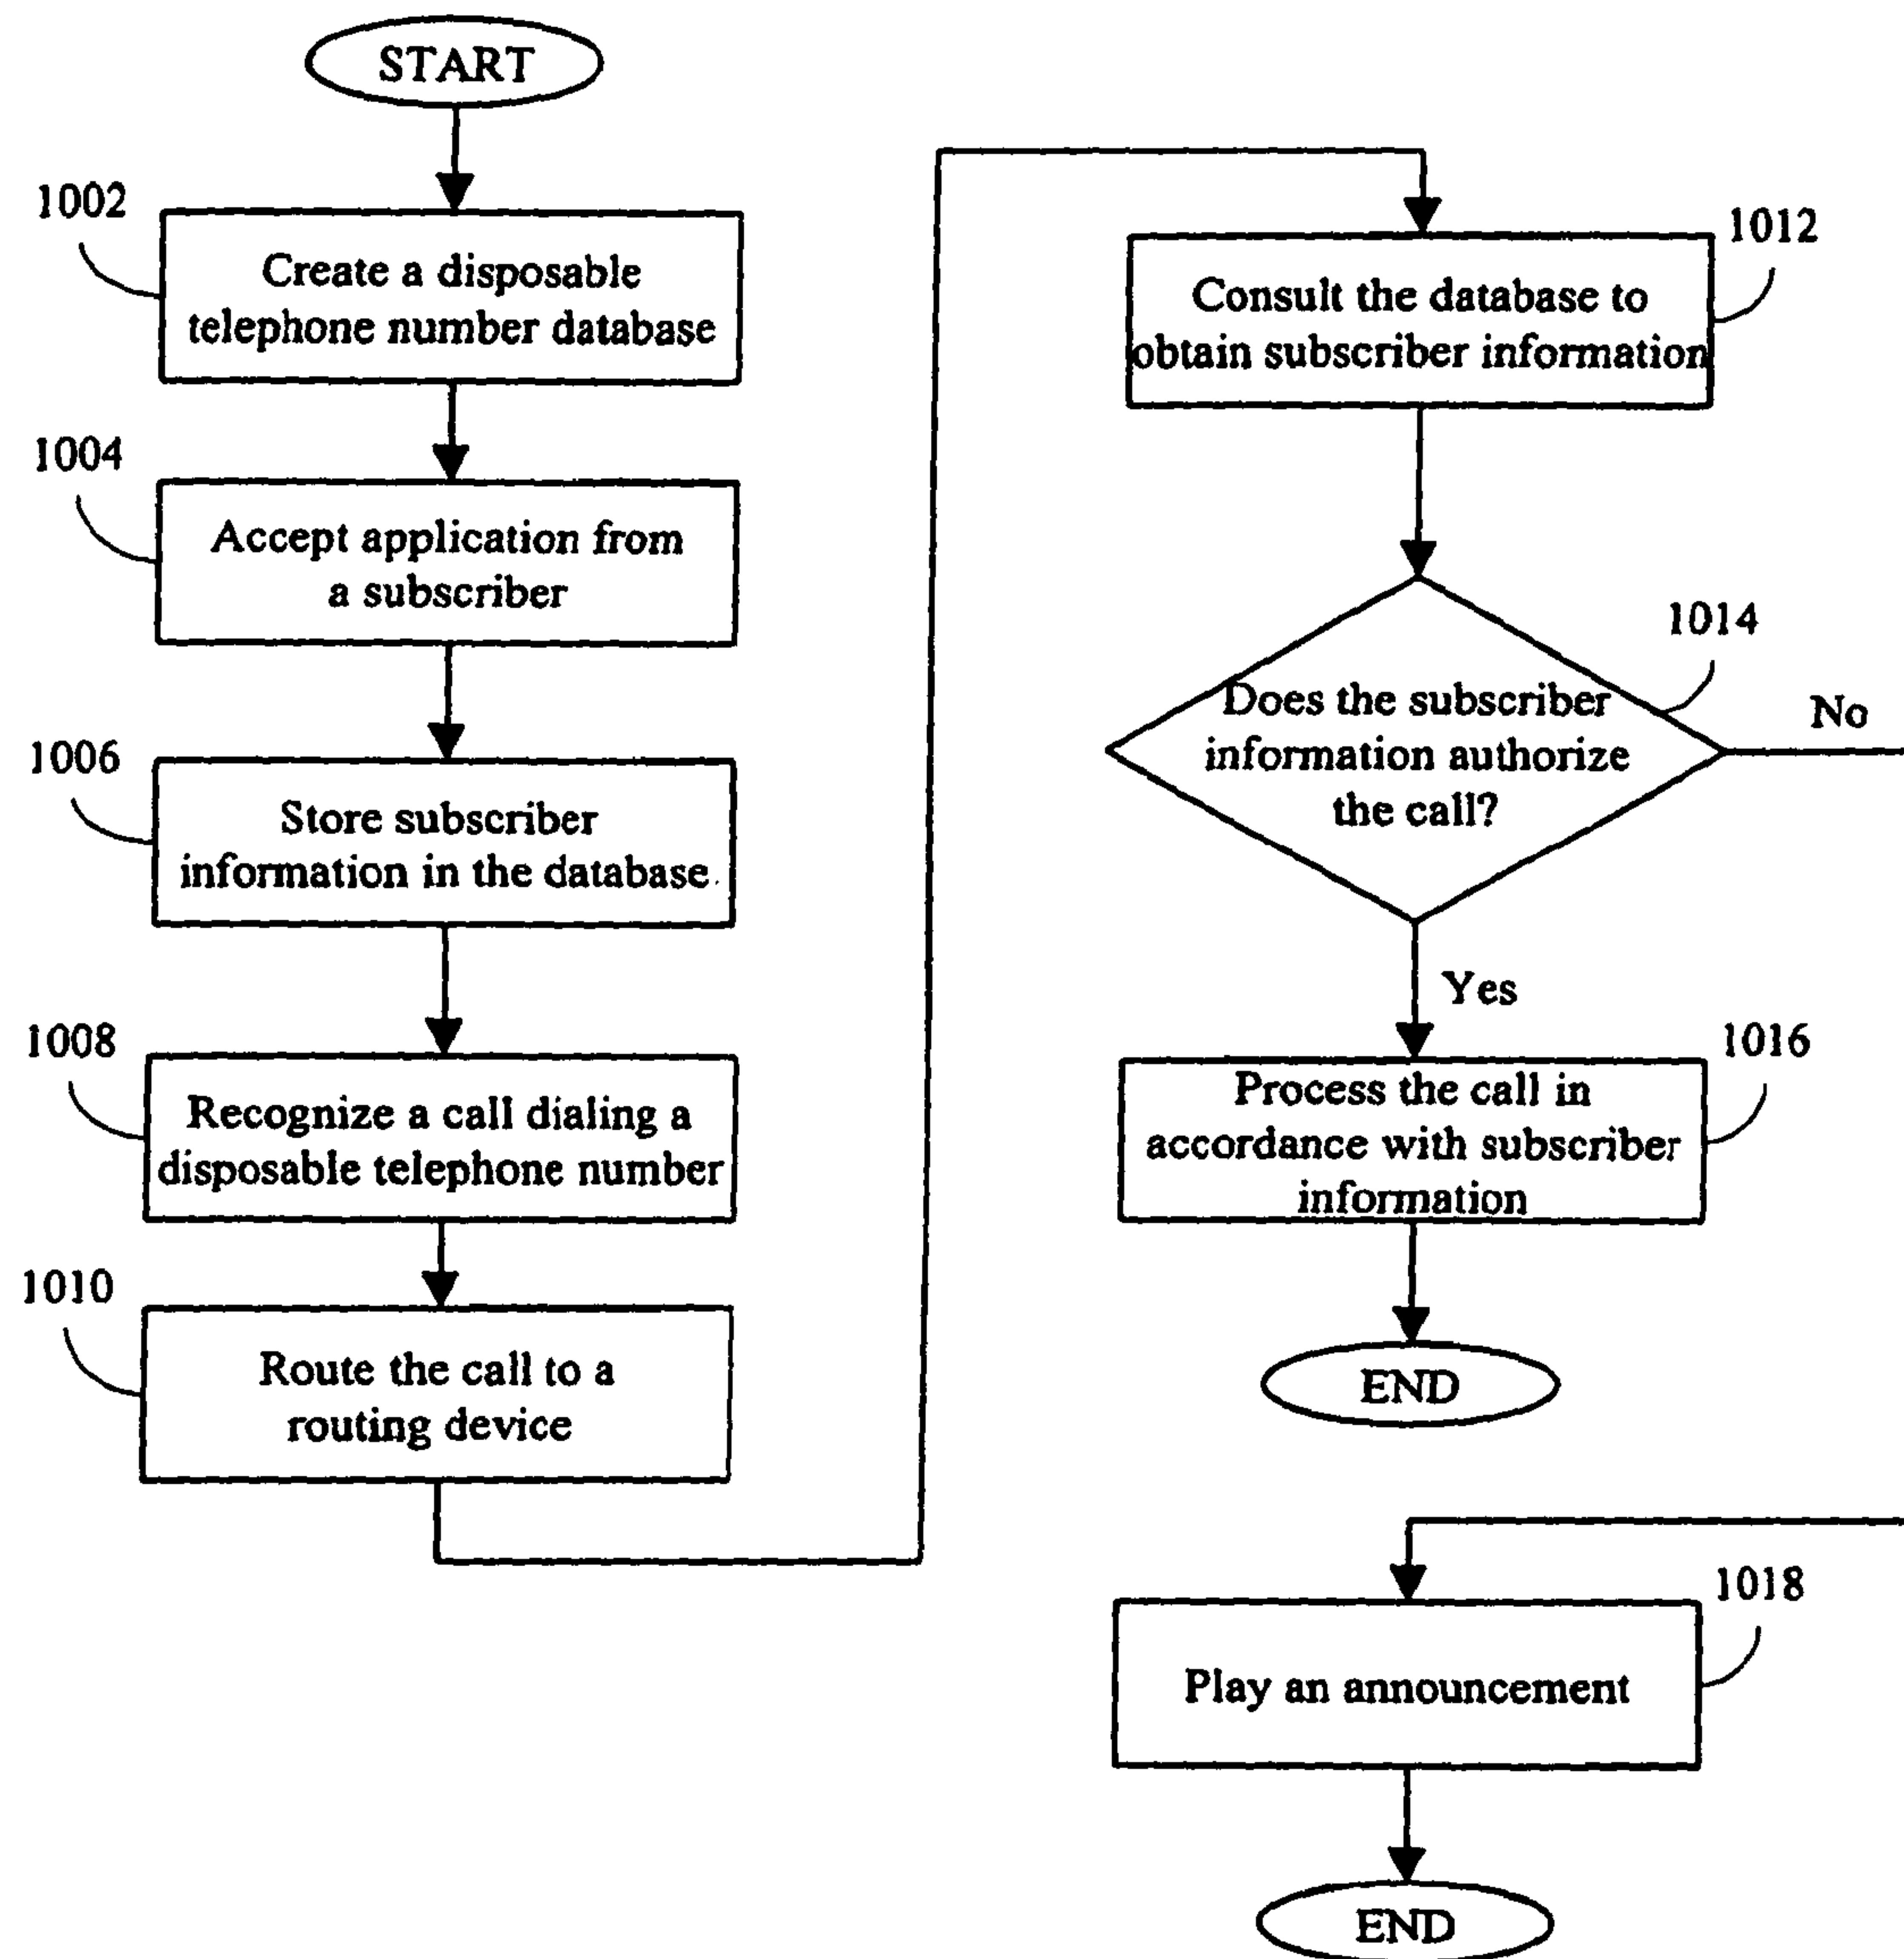 START
1002
Create a disposable
telephone number database
1004
Accept application from
a subscriber
1006
Store subscriber
information in the database
1008
Recognize a call dialing a
disposable telephone number
1010
Route the call to a
routing device
1012
Consult the database to
obtain subscriber information
1014
Does the subscriber
information authorize
the call?
No
Yes
1016
Process the call in
accordance with subscriber
information
END
1018
Play an announcement
END